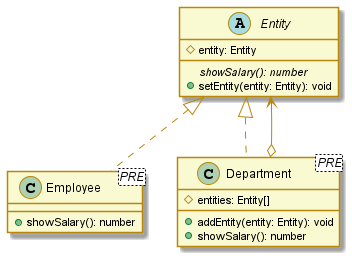 A Entity
entity: Entity
showSalary(): number
setEntity(entity: Entity): void
C Employee PRE
showSalary(): number
C Department PRE
entities: Entity[]
addEntity(entity: Entity): void
showSalary(): number